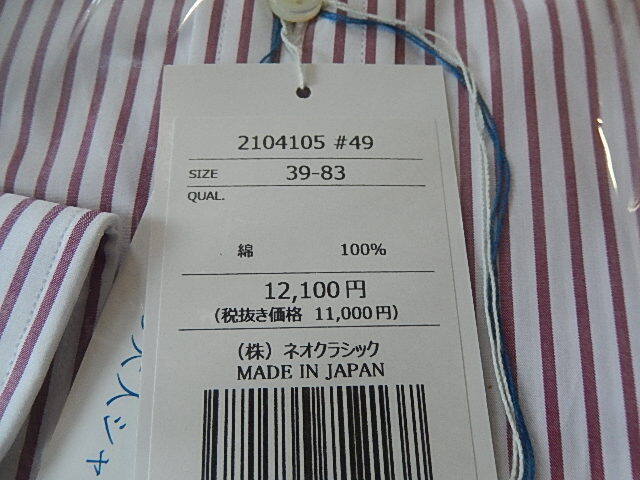 2104105 #49
SIZE 39-83
QUAL.
綿 100%
12,100円
(税抜き価格 11,000円)
(株) ネオクラシック
MADE IN JAPAN